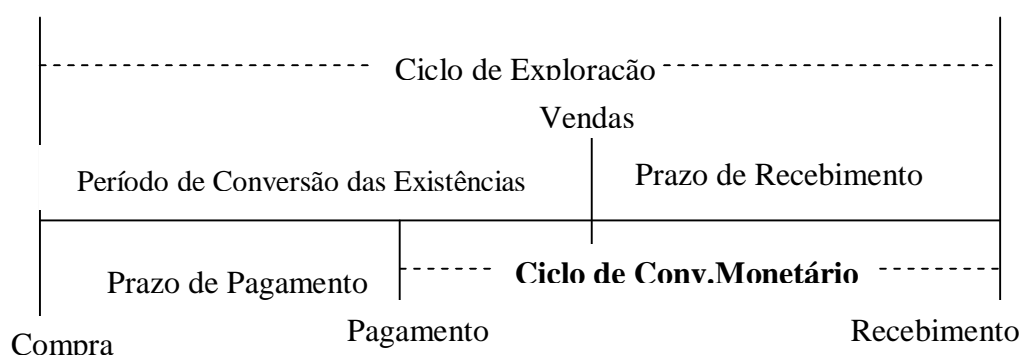 Ciclo de Exploração
Vendas
Período de Conversão das Existências
Prazo de Recebimento
Prazo de Pagamento
Ciclo de Conv.Monetário
Compra
Pagamento
Recebimento